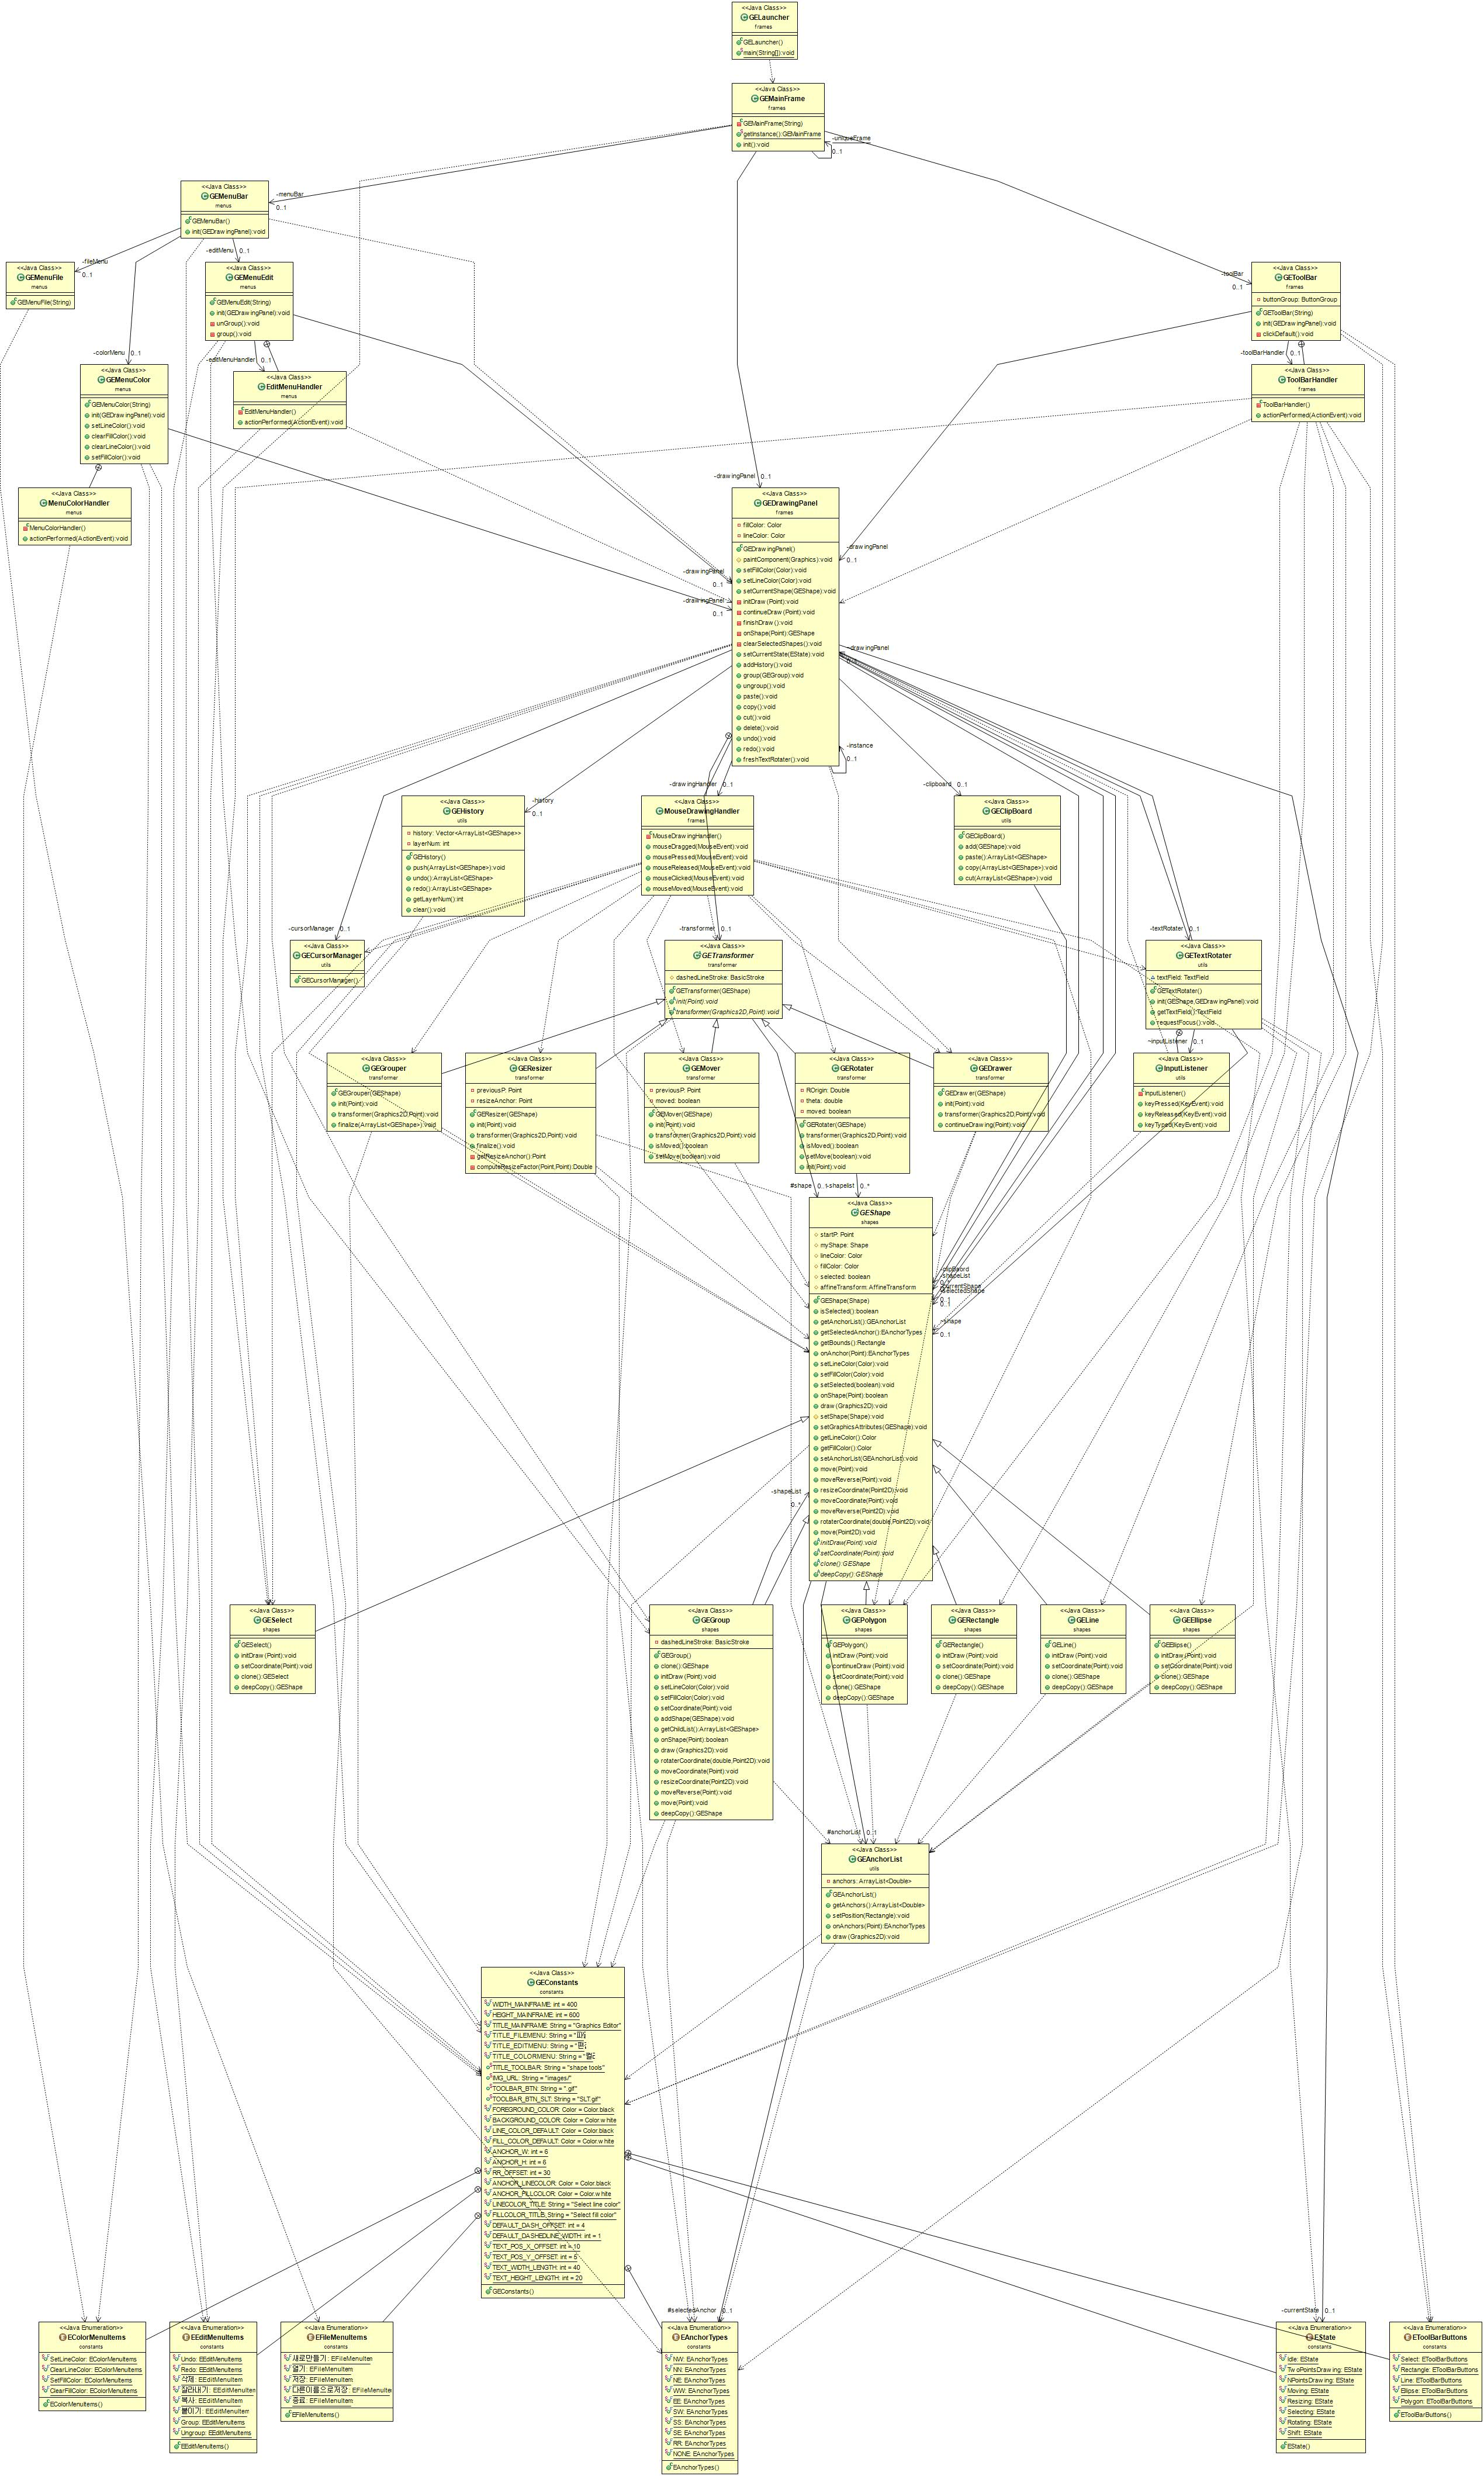 <<Java Class>>
GELauncher
frames
GELauncher()
main(String[]):void
<<Java Class>>
GEMainFrame
frames
GEMainFrame(String)
getInstance():GEMainFrame
init():void
-uniqueFrame
0..1
-menuBar
0..1
-toolBar
0..1
<<Java Class>>
GEMenuBar
menus
GEMenuBar()
init(GEDrawingPanel):void
-fileMenu
0..1
-editMenu
0..1
-colorMenu
0..1
<<Java Class>>
GEMenuFile
menus
GEMenuFile(String)
<<Java Class>>
GEMenuEdit
menus
GEMenuEdit(String)
init(GEDrawingPanel):void
unGroup():void
group():void
-editMenuHandler
0..1
<<Java Class>>
GEToolBar
frames
buttonGroup: ButtonGroup
GEToolBar(String)
init(GEDrawingPanel):void
clickDefault():void
-toolBarHandler
0..1
<<Java Class>>
GEMenuColor
menus
GEMenuColor(String)
init(GEDrawingPanel):void
setLineColor():void
clearFillColor():void
clearLineColor():void
setFillColor():void
<<Java Class>>
EditMenuHandler
menus
EditMenuHandler()
actionPerformed(ActionEvent):void
<<Java Class>>
ToolBarHandler
frames
ToolBarHandler()
actionPerformed(ActionEvent):void
<<Java Class>>
MenuColorHandler
menus
MenuColorHandler()
actionPerformed(ActionEvent):void
-drawingPanel
0..1
-drawingPanel
0..1
-drawingPanel
0..1
-drawingPanel
0..1
-drawingPanel
<<Java Class>>
GEDrawingPanel
frames
fillColor: Color
lineColor: Color
GEDrawingPanel()
paintComponent(Graphics):void
setFillColor(Color):void
setLineColor(Color):void
setCurrentShape(GEShape):void
initDraw(Point):void
continueDraw(Point):void
finishDraw():void
onShape(Point):GEShape
clearSelectedShapes():void
setCurrentState(EState):void
addHistory():void
group(GEGroup):void
ungroup():void
paste():void
copy():void
cut():void
delete():void
undo():void
redo():void
freshTextRotater():void
-instance
0..1
-drawingHandler
0..1
-clipboard
0..1
-history
0..1
<<Java Class>>
GEHistory
utils
history: Vector<ArrayList<GEShape>>
layerNum: int
GEHistory()
push(ArrayList<GEShape>):void
undo():ArrayList<GEShape>
redo():ArrayList<GEShape>
getLayerNum():int
clear():void
<<Java Class>>
MouseDrawingHandler
frames
MouseDrawingHandler()
mouseDragged(MouseEvent):void
mousePressed(MouseEvent):void
mouseReleased(MouseEvent):void
mouseClicked(MouseEvent):void
mouseMoved(MouseEvent):void
<<Java Class>>
GEClipBoard
utils
GEClipBoard()
add(GEShape):void
paste():ArrayList<GEShape>
copy(ArrayList<GEShape>):void
cut(ArrayList<GEShape>):void
-cursorManager
0..1
-transformer
0..1
-textRotater
0..1
<<Java Class>>
GECursorManager
utils
GECursorManager()
<<Java Class>>
GETransformer
transformer
dashedLineStroke: BasicStroke
GETransformer(GEShape)
init(Point):void
transformer(Graphics2D,Point):void
<<Java Class>>
GETextRotater
utils
textField: TextField
GETextRotater()
init(GEShape,GEDrawingPanel):void
getTextField():TextField
requestFocus():void
-inputListener
0..1
<<Java Class>>
GEGrouper
transformer
GEGrouper(GEShape)
init(Point):void
transformer(Graphics2D,Point):void
finalize(ArrayList<GEShape>):void
<<Java Class>>
GEResizer
transformer
previousP: Point
resizeAnchor: Point
GEResizer(GEShape)
init(Point):void
transformer(Graphics2D,Point):void
finalize():void
getResizeAnchor():Point
computeResizeFactor(Point,Point):Double
<<Java Class>>
GEMover
transformer
previousP: Point
moved: boolean
GEMover(GEShape)
init(Point):void
transformer(Graphics2D,Point):void
isMoved():boolean
setMove(boolean):void
<<Java Class>>
GERotater
transformer
ROrigin: Double
theta: double
moved: boolean
GERotater(GEShape)
transformer(Graphics2D,Point):void
isMoved():boolean
setMove(boolean):void
init(Point):void
<<Java Class>>
GEDrawer
transformer
GEDrawer(GEShape)
init(Point):void
transformer(Graphics2D,Point):void
continueDrawing(Point):void
<<Java Class>>
InputListener
utils
InputListener()
keyPressed(KeyEvent):void
keyReleased(KeyEvent):void
keyTyped(KeyEvent):void
#shape
0..1
-shapelist
0..*
<<Java Class>>
GEShape
shapes
startP: Point
myShape: Shape
lineColor: Color
fillColor: Color
selected: boolean
affineTransform: AffineTransform
GEShape(Shape)
isSelected():boolean
getAnchorList():GEAnchorList
getSelectedAnchor():EAnchorTypes
getBounds():Rectangle
onAnchor(Point):EAnchorTypes
setLineColor(Color):void
setFillColor(Color):void
setSelected(boolean):void
onShape(Point):boolean
draw(Graphics2D):void
setShape(Shape):void
setGraphicsAttributes(GEShape):void
getLineColor():Color
getFillColor():Color
setAnchorList(GEAnchorList):void
move(Point):void
moveReverse(Point):void
resizeCoordinate(Point2D):void
moveCoordinate(Point):void
moveReverse(Point2D):void
rotaterCoordinate(double,Point2D):void
move(Point2D):void
initDraw(Point):void
setCoordinate(Point):void
clone():GEShape
deepCopy():GEShape
-shapeList
0..1
~shape
0..1
-shapeList
0..*
<<Java Class>>
GESelect
shapes
GESelect()
initDraw(Point):void
setCoordinate(Point):void
clone():GESelect
deepCopy():GEShape
<<Java Class>>
GEGroup
shapes
dashedLineStroke: BasicStroke
GEGroup()
clone():GEShape
initDraw(Point):void
setLineColor(Color):void
setFillColor(Color):void
setCoordinate(Point):void
addShape(GEShape):void
getChildList():ArrayList<GEShape>
onShape(Point):boolean
draw(Graphics2D):void
rotaterCoordinate(double,Point2D):void
moveCoordinate(Point):void
resizeCoordinate(Point2D):void
moveReverse(Point):void
move(Point):void
deepCopy():GEShape
<<Java Class>>
GEPolygon
shapes
GEPolygon()
initDraw(Point):void
continueDraw(Point):void
setCoordinate(Point):void
clone():GEShape
deepCopy():GEShape
<<Java Class>>
GERectangle
shapes
GERectangle()
initDraw(Point):void
setCoordinate(Point):void
clone():GEShape
deepCopy():GEShape
<<Java Class>>
GELine
shapes
GELine()
initDraw(Point):void
setCoordinate(Point):void
clone():GEShape
deepCopy():GEShape
<<Java Class>>
GEEllipse
shapes
GEEllipse()
initDraw(Point):void
setCoordinate(Point):void
clone():GEShape
deepCopy():GEShape
#anchorList
0..1
<<Java Class>>
GEAnchorList
utils
anchors: ArrayList<Double>
GEAnchorList()
getAnchors():ArrayList<Double>
setPosition(Rectangle):void
onAnchors(Point):EAnchorTypes
draw(Graphics2D):void
<<Java Class>>
GEConstants
constants
WIDTH_MAINFRAME: int = 400
HEIGHT_MAINFRAME: int = 600
TITLE_MAINFRAME: String = "Graphics Editor"
TITLE_FILEMENU: String = "
TITLE_EDITMENU: String = "
TITLE_COLORMENU: String = "
TITLE_TOOLBAR: String = "shape tools"
IMG_URL: String = "images/"
TOOLBAR_BTN: String = ".gif"
TOOLBAR_BTN_SLT: String = "SLT.gif"
FOREGROUND_COLOR: Color = Color.black
BACKGROUND_COLOR: Color = Color.white
LINE_COLOR_DEFAULT: Color = Color.black
FILL_COLOR_DEFAULT: Color = Color.white
ANCHOR_W: int = 6
ANCHOR_H: int = 6
RR_OFFSET: int = 30
ANCHOR_LINECOLOR: Color = Color.black
ANCHOR_FILLCOLOR: Color = Color.white
LINECOLOR_TITLE: String = "Select line color"
FILLCOLOR_TITLE: String = "Select fill color"
DEFAULT_DASH_OFFSET: int = 4
DEFAULT_DASHEDLINE_WIDTH: int = 1
TEXT_POS_X_OFFSET: int = 10
TEXT_POS_Y_OFFSET: int = 5
TEXT_WIDTH_LENGTH: int = 40
TEXT_HEIGHT_LENGTH: int = 20
GEConstants()
#selectedAnchor
0..1
-currentState
0..1
<<Java Enumeration>>
EColorMenuItems
constants
SetLineColor: EColorMenuItems
ClearLineColor: EColorMenuItems
SetFillColor: EColorMenuItems
ClearFillColor: EColorMenuItems
EColorMenuItems()
<<Java Enumeration>>
EEditMenuItems
constants
Undo: EEditMenuItems
Redo: EEditMenuItems
삭제: EEditMenuItem
잘라내기: EEditMenuItem
복사: EEditMenuItem
붙이기: EEditMenuItem
Group: EEditMenuItems
Ungroup: EEditMenuItems
EEditMenuItems()
<<Java Enumeration>>
EFileMenuItems
constants
새로만들기: EFileMenuItem
열기: EFileMenuItem
저장: EFileMenuItem
다른이름으로저장: EFileMenuItem
종료: EFileMenuItem
EFileMenuItems()
<<Java Enumeration>>
EAnchorTypes
constants
NW: EAnchorTypes
NN: EAnchorTypes
NE: EAnchorTypes
WW: EAnchorTypes
EE: EAnchorTypes
SW: EAnchorTypes
SS: EAnchorTypes
SE: EAnchorTypes
RR: EAnchorTypes
NONE: EAnchorTypes
EAnchorTypes()
<<Java Enumeration>>
EState
constants
Idle: EState
TwoPointsDrawing: EState
NPointsDrawing: EState
Moving: EState
Resizing: EState
Selecting: EState
Rotating: EState
Shift: EState
EState()
<<Java Enumeration>>
EToolBarButtons
constants
Select: EToolBarButtons
Rectangle: EToolBarButtons
Line: EToolBarButtons
Ellipse: EToolBarButtons
Polygon: EToolBarButtons
EToolBarButtons()